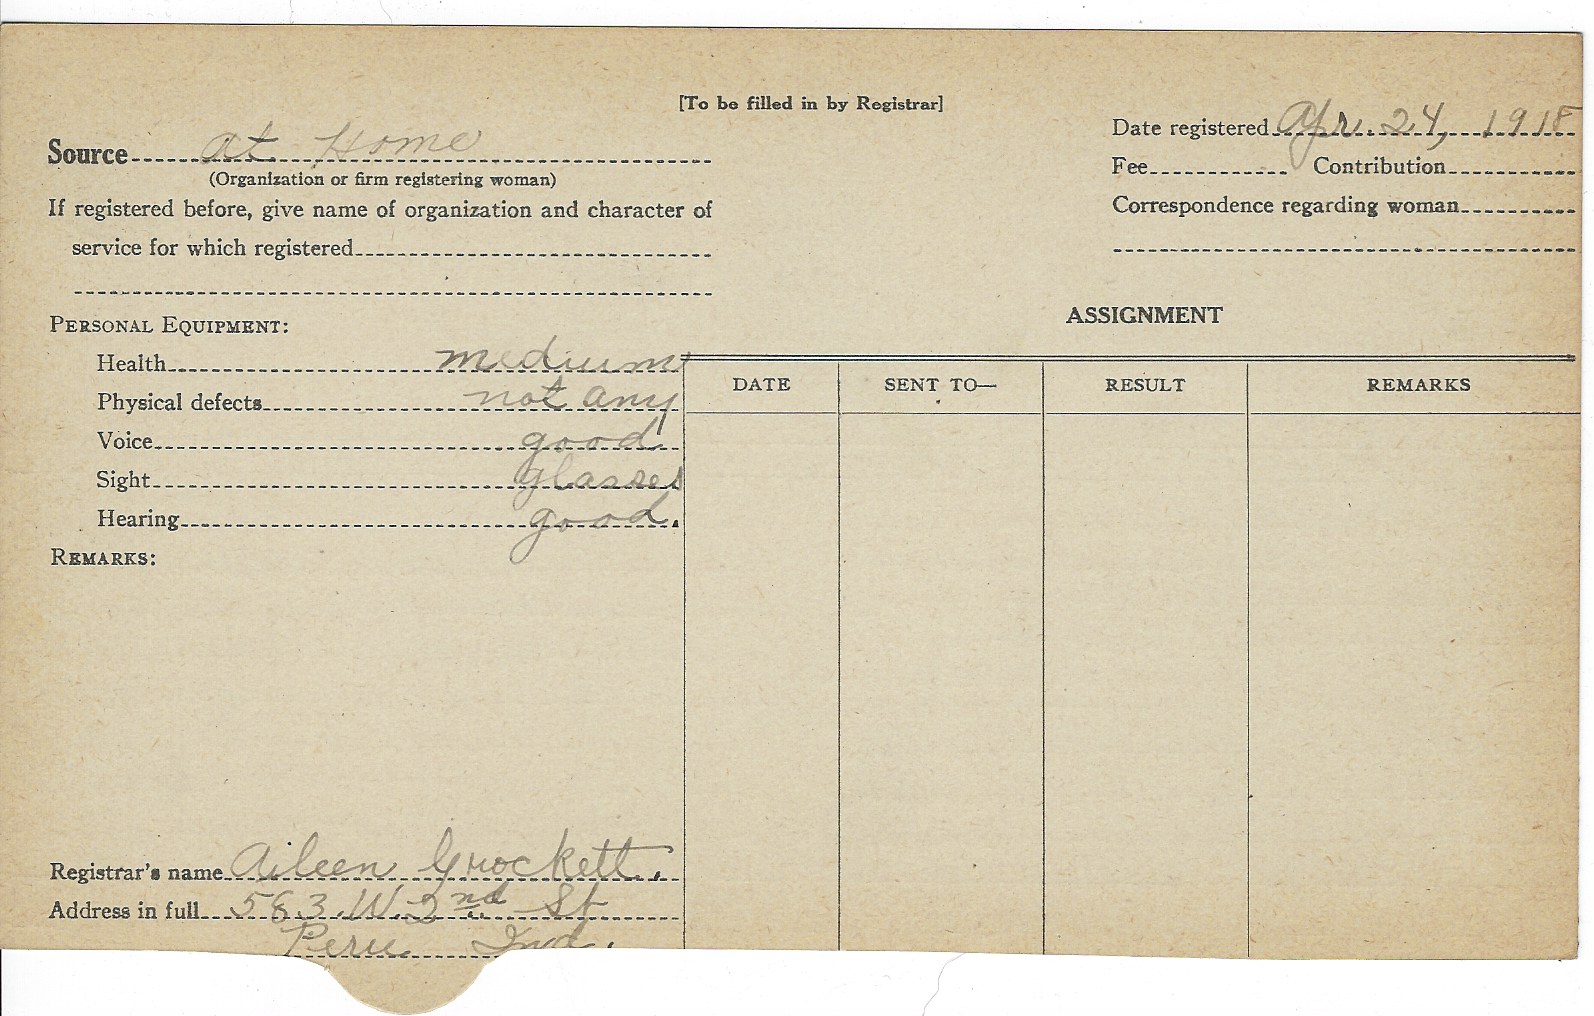 [To be filled in by Registrar]
Source at Home
(Organization or firm registering woman)
If registered before, give name of organization and character of
service for which registered
Date registered Apr. 24, 1918
Fee Contribution
Correspondence regarding woman
PERSONAL EQUIPMENT:
Health medium
Physical defects not any
Voice good
Sight glasses
Hearing good.
REMARKS:
ASSIGNMENT
DATE SENT TO— RESULT REMARKS
Registrar's name Aileen Grockett.
Address in full 563 W. 2nd St
Peru Ind.